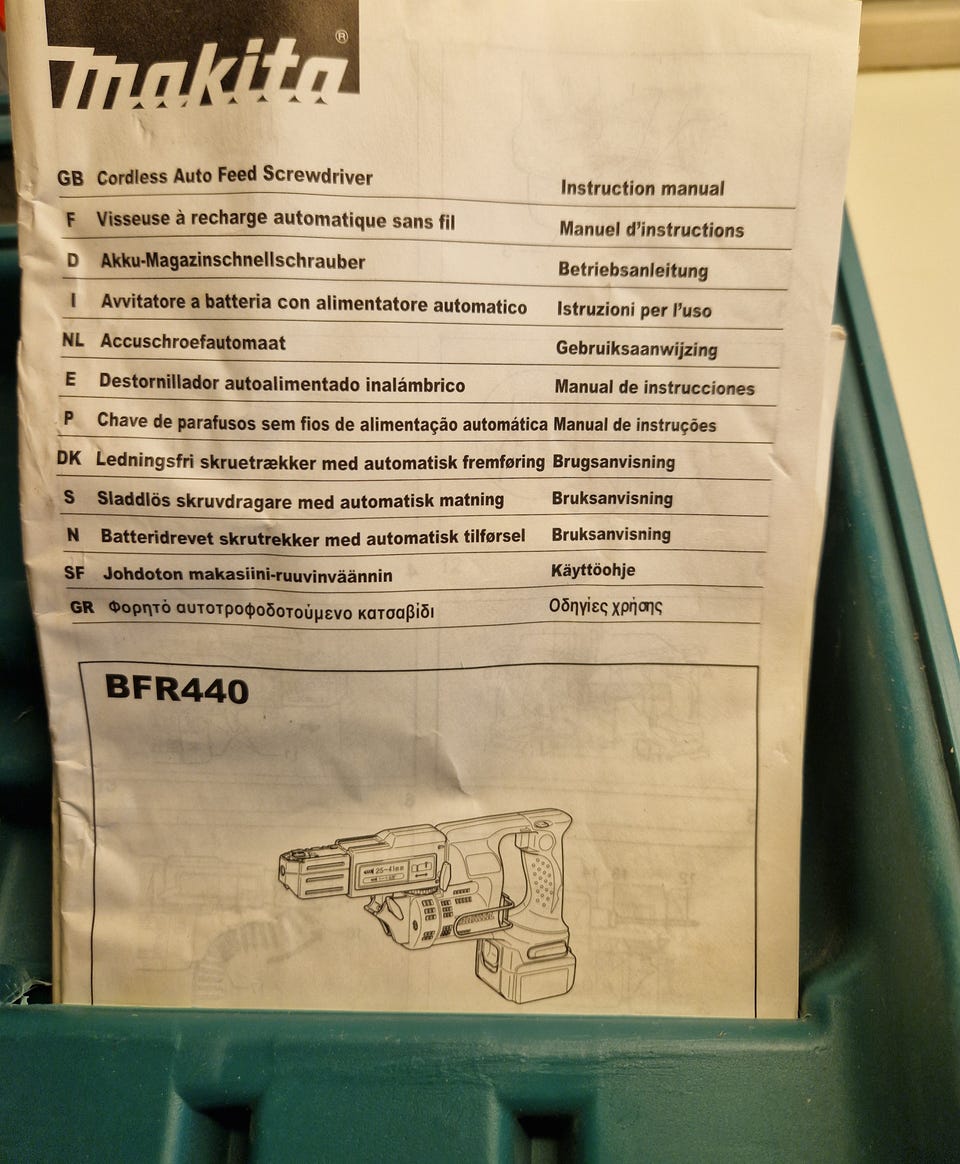 makita®
GB Cordless Auto Feed Screwdriver Instruction manual
F Visseuse à recharge automatique sans fil Manuel d'instructions
D Akku-Magazinschnellschrauber Betriebsanleitung
I Avvitatore a batteria con alimentatore automatico Istruzioni per l'uso
NL Accuschroefautomaat Gebruiksaanwijzing
E Destornillador autoalimentado inalámbrico Manual de instrucciones
P Chave de parafusos sem fios de alimentação automática Manual de instruções
DK Ledningsfri skruetrækker med automatisk fremføring Brugsanvisning
S Sladdlös skruvdragare med automatisk matning Bruksanvisning
N Batteridrevet skrutrekker med automatisk tilførsel Bruksanvisning
SF Johdoton makasiini-ruuvinväännin Käyttöohje
GR Φορητό αυτοτροφοδοτούμενο κατσαβίδι Οδηγίες χρήσης
BFR440
25-41mm